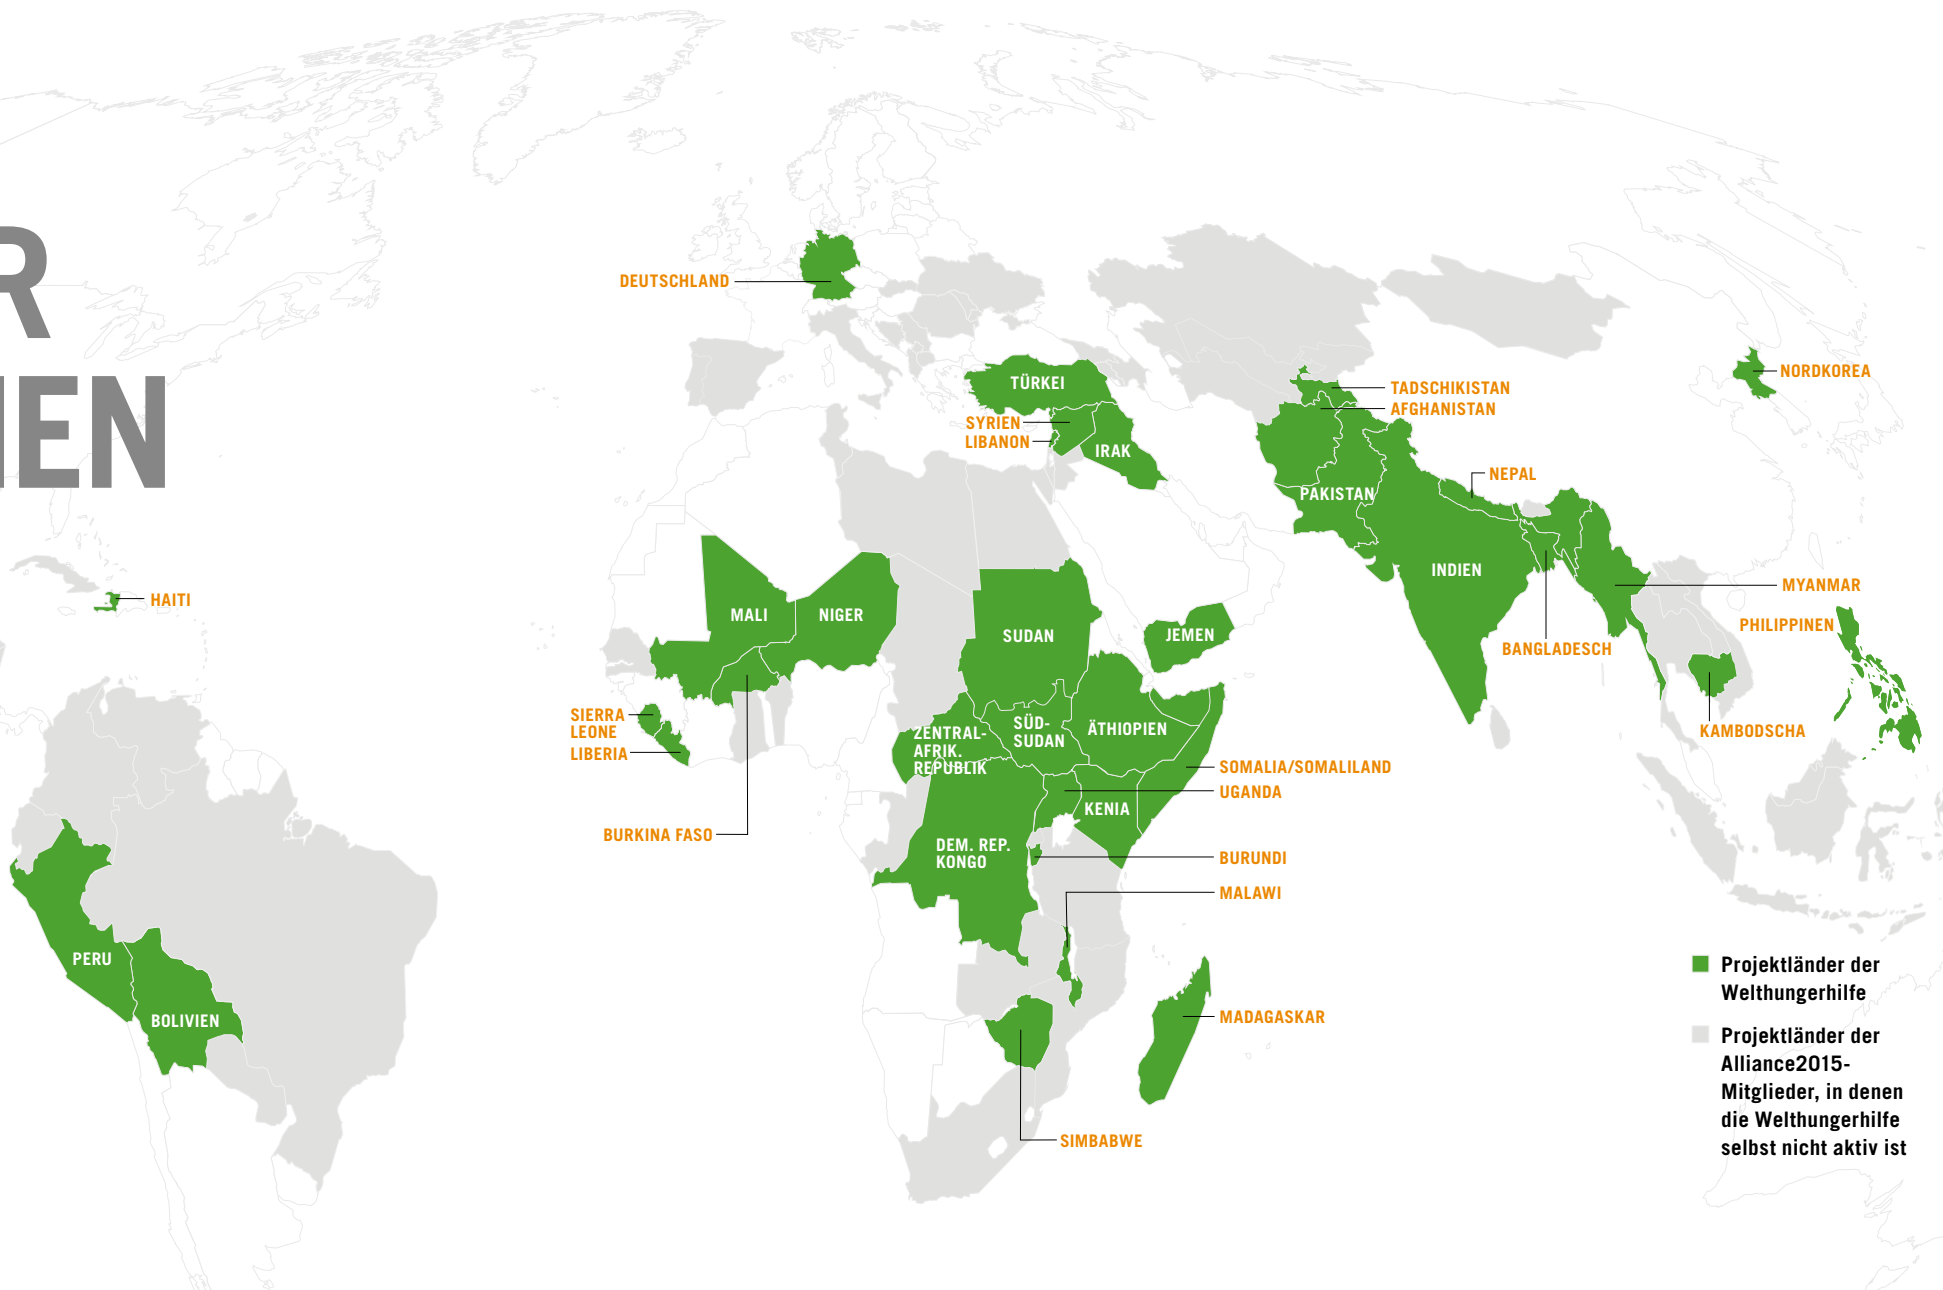 R
IEN
DEUTSCHLAND
TÜRKEI
SYRIEN
LIBANON
IRAK
TADSCHIKISTAN
AFGHANISTAN
NORDKOREA
NEPAL
PAKISTAN
INDIEN
MYANMAR
PHILIPPINEN
BANGLADESCH
KAMBODSCHA
HAITI
MALI
NIGER
SUDAN
JEMEN
SIERRA
LEONE
LIBERIA
BURKINA FASO
ZENTRAL-
AFRIK.
REPUBLIK
SÜD-
SUDAN
ÄTHIOPIEN
SOMALIA/SOMALILAND
UGANDA
KENIA
DEM. REP.
KONGO
BURUNDI
MALAWI
MADAGASKAR
SIMBABWE
PERU
BOLIVIEN
Projektländer der
Welthungerhilfe
Projektländer der
Alliance2015-
Mitglieder, in denen
die Welthungerhilfe
selbst nicht aktiv ist